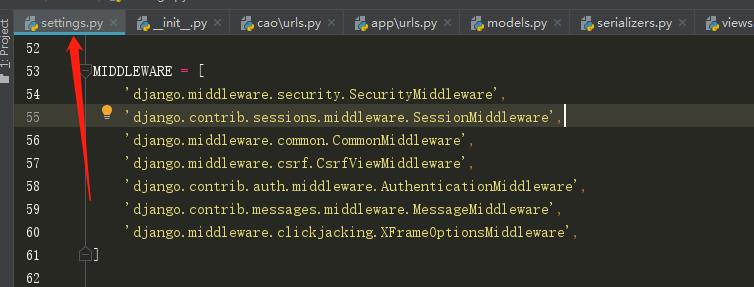 settings.py × __init__.py × cao\urls.py × app\urls.py × models.py × serializers.py × views
1: Project
52
53 MIDDLEWARE = [
54 'django.middleware.security.SecurityMiddleware',
55 'django.contrib.sessions.middleware.SessionMiddleware',
56 'django.middleware.common.CommonMiddleware',
57 'django.middleware.csrf.CsrfViewMiddleware',
58 'django.contrib.auth.middleware.AuthenticationMiddleware',
59 'django.contrib.messages.middleware.MessageMiddleware',
60 'django.middleware.clickjacking.XFrameOptionsMiddleware',
61 ]
62